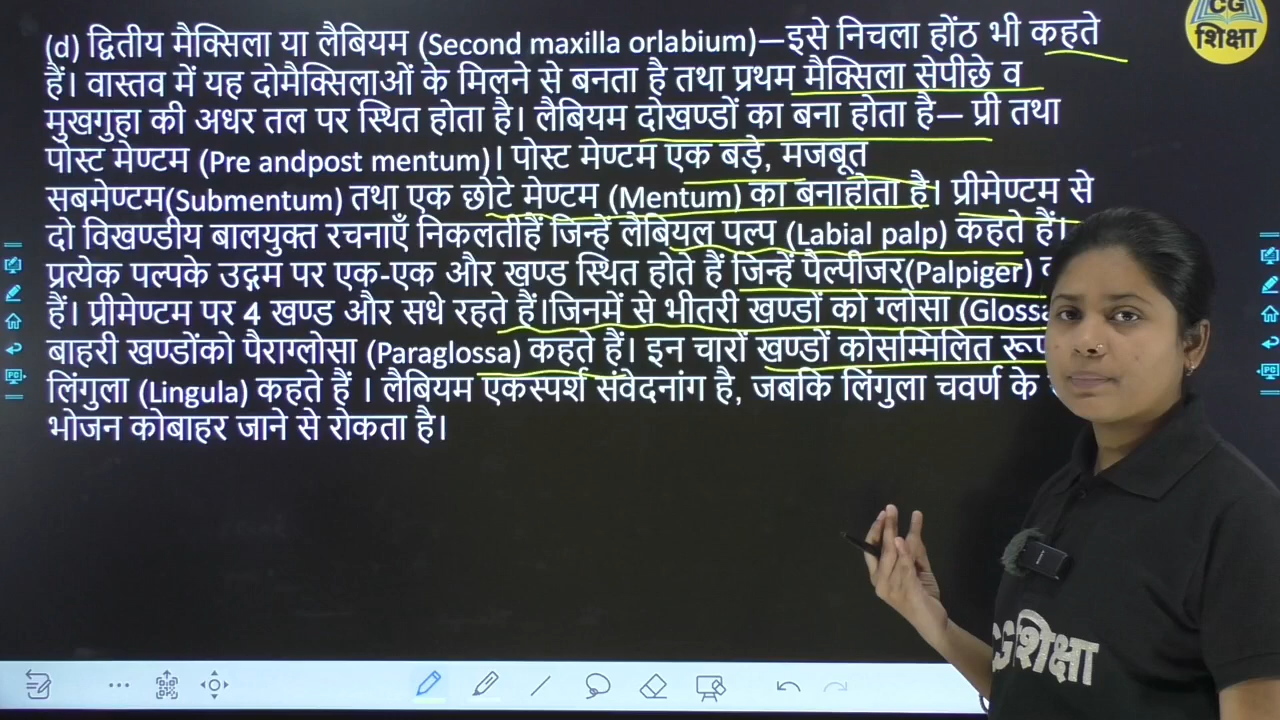 CG
शिक्षा
(d) द्वितीय मैक्सिला या लैबियम (Second maxilla orlabium)—इसे निचला होंठ भी कहते
हैं। वास्तव में यह दोमैक्सिलाओं के मिलने से बनता है तथा प्रथम मैक्सिला सेपीछे व
मुखगुहा की अधर तल पर स्थित होता है। लैबियम दोखण्डों का बना होता है— प्री तथा
पोस्ट मेण्टम (Pre andpost mentum)। पोस्ट मेण्टम एक बड़े, मजबूत
सबमेण्टम(Submentum) तथा एक छोटे मेण्टम (Mentum) का बनाहोता है। प्रीमेण्टम से
दो विखण्डीय बालयुक्त रचनाएँ निकलतीहैं जिन्हें लैबियल पल्प (Labial palp) कहते हैं।
प्रत्येक पल्पके उद्गम पर एक-एक और खण्ड स्थित होते हैं जिन्हें पैल्पीजर(Palpiger)
हैं। प्रीमेण्टम पर 4 खण्ड और सधे रहते हैं।जिनमें से भीतरी खण्डों को ग्लोसा (Glossa
बाहरी खण्डोंको पैराग्लोसा (Paraglossa) कहते हैं। इन चारों खण्डों कोसम्मिलित रूप
लिंगुला (Lingula) कहते हैं । लैबियम एकस्पर्श संवेदनांग है, जबकि लिंगुला चवर्ण के
भोजन कोबाहर जाने से रोकता है।
CGशिक्षा